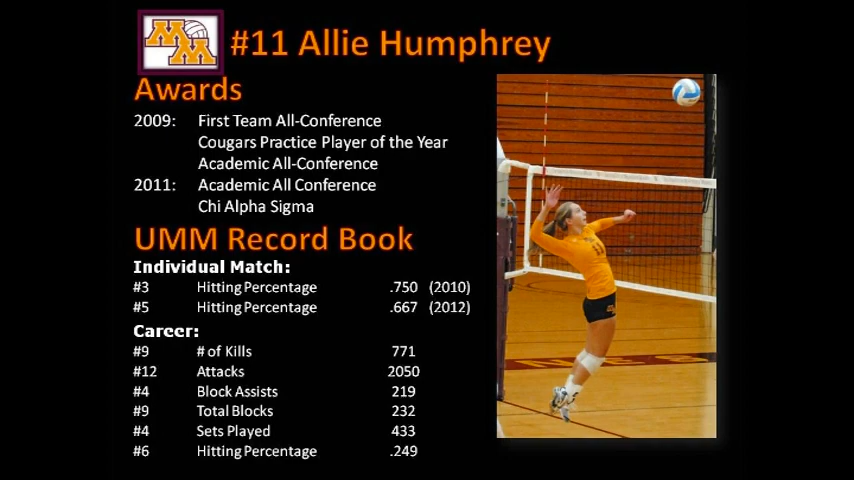 MM
#11 Allie Humphrey
Awards
2009: First Team All-Conference
Cougars Practice Player of the Year
Academic All-Conference
2011: Academic All Conference
Chi Alpha Sigma
UMM Record Book
Individual Match:
#3 Hitting Percentage .750 (2010)
#5 Hitting Percentage .667 (2012)
Career:
#9 # of Kills 771
#12 Attacks 2050
#4 Block Assists 219
#9 Total Blocks 232
#4 Sets Played 433
#6 Hitting Percentage .249